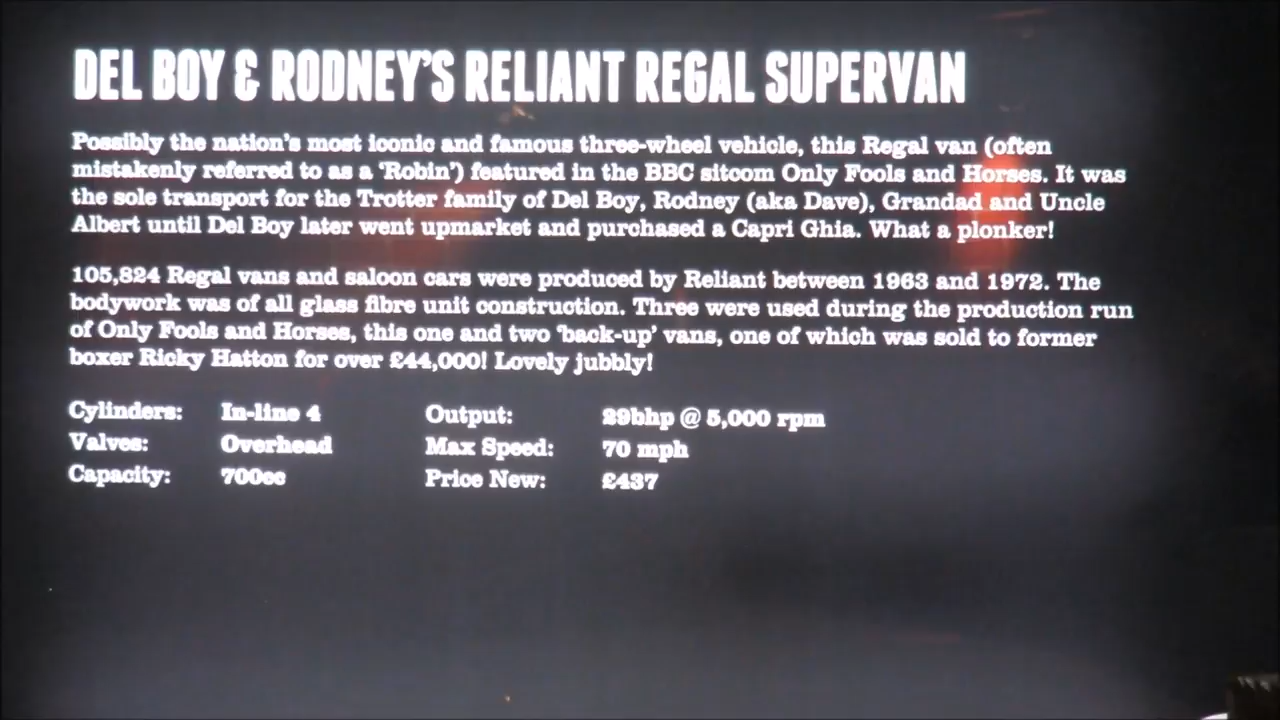 DEL BOY & RODNEY'S RELIANT REGAL SUPERVAN
Possibly the nation's most iconic and famous three-wheel vehicle, this Regal van (often
mistakenly referred to as a 'Robin') featured in the BBC sitcom Only Fools and Horses. It was
the sole transport for the Trotter family of Del Boy, Rodney (aka Dave), Grandad and Uncle
Albert until Del Boy later went upmarket and purchased a Capri Ghia. What a plonker!
105,824 Regal vans and saloon cars were produced by Reliant between 1963 and 1972. The
bodywork was of all glass fibre unit construction. Three were used during the production run
of Only Fools and Horses, this one and two 'back-up' vans, one of which was sold to former
boxer Ricky Hatton for over £44,000! Lovely jubbly!
Cylinders: In-line 4 Output: 29bhp @ 5,000 rpm
Valves: Overhead Max Speed: 70 mph
Capacity: 700cc Price New: £437